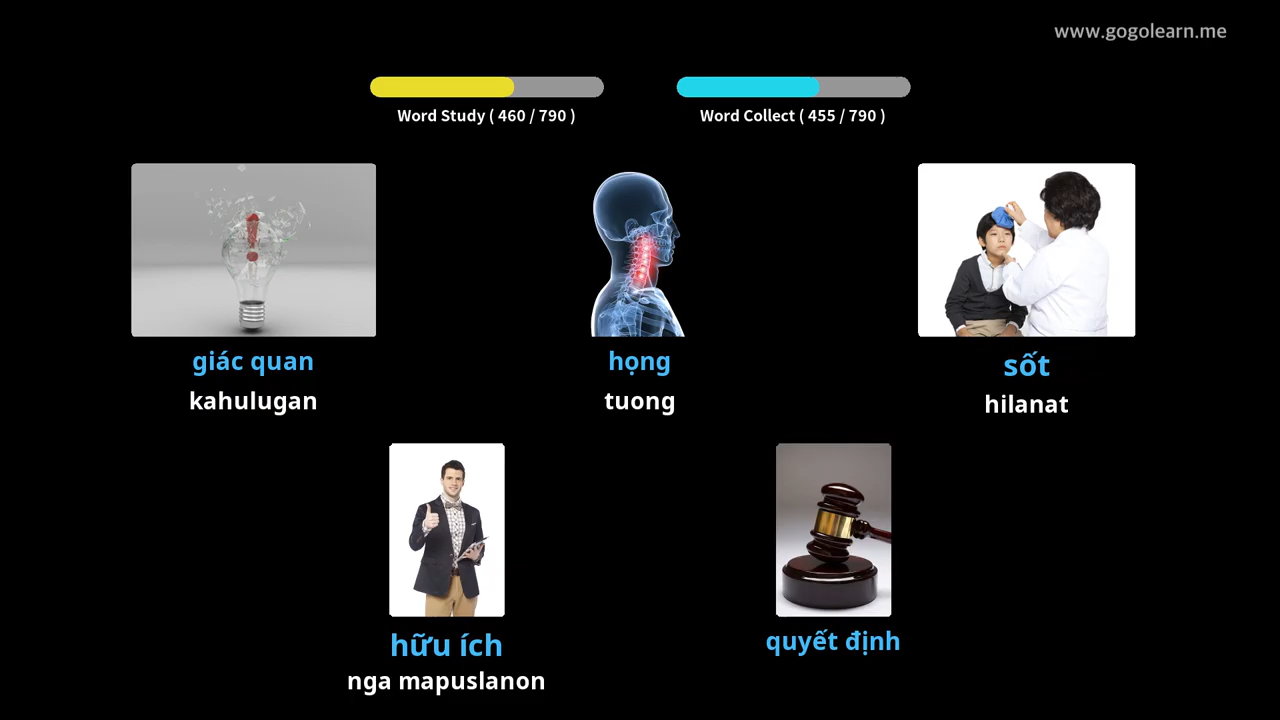 www.gogolearn.me
Word Study ( 460 / 790 )
Word Collect ( 455 / 790 )
giác quan
kahulugan
họng
tuong
sốt
hilanat
hữu ích
nga mapuslanon
quyết định